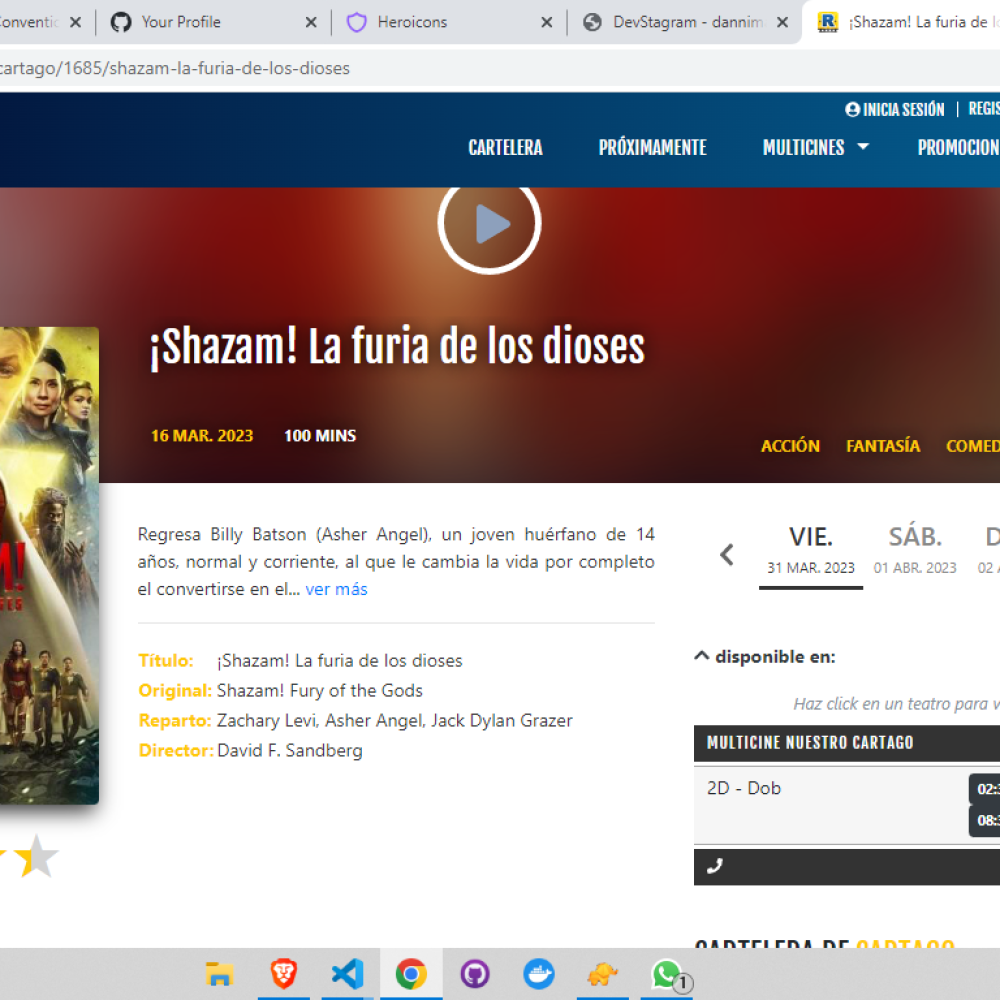 Conventic
Your Profile
Heroicons
DevStagram - dannim
¡Shazam! La furia de lo
cartago/1685/shazam-la-furia-de-los-dioses
INICIA SESIÓN | REGIS
CARTELERA PRÓXIMAMENTE MULTICINES PROMOCION
¡Shazam! La furia de los dioses
16 MAR. 2023 100 MINS
ACCIÓN FANTASÍA COMED
Regresa Billy Batson (Asher Angel), un joven huérfano de 14
años, normal y corriente, al que le cambia la vida por completo
el convertirse en el... ver más
Título: ¡Shazam! La furia de los dioses
Original: Shazam! Fury of the Gods
Reparto: Zachary Levi, Asher Angel, Jack Dylan Grazer
Director: David F. Sandberg
VIE. SÁB. D
31 MAR. 2023 01 ABR. 2023 02 A
disponible en:
Haz click en un teatro para v
MULTICINE NUESTRO CARTAGO
2D - Dob
02:3
08:3
CARTELERA DE CARTAGO
1